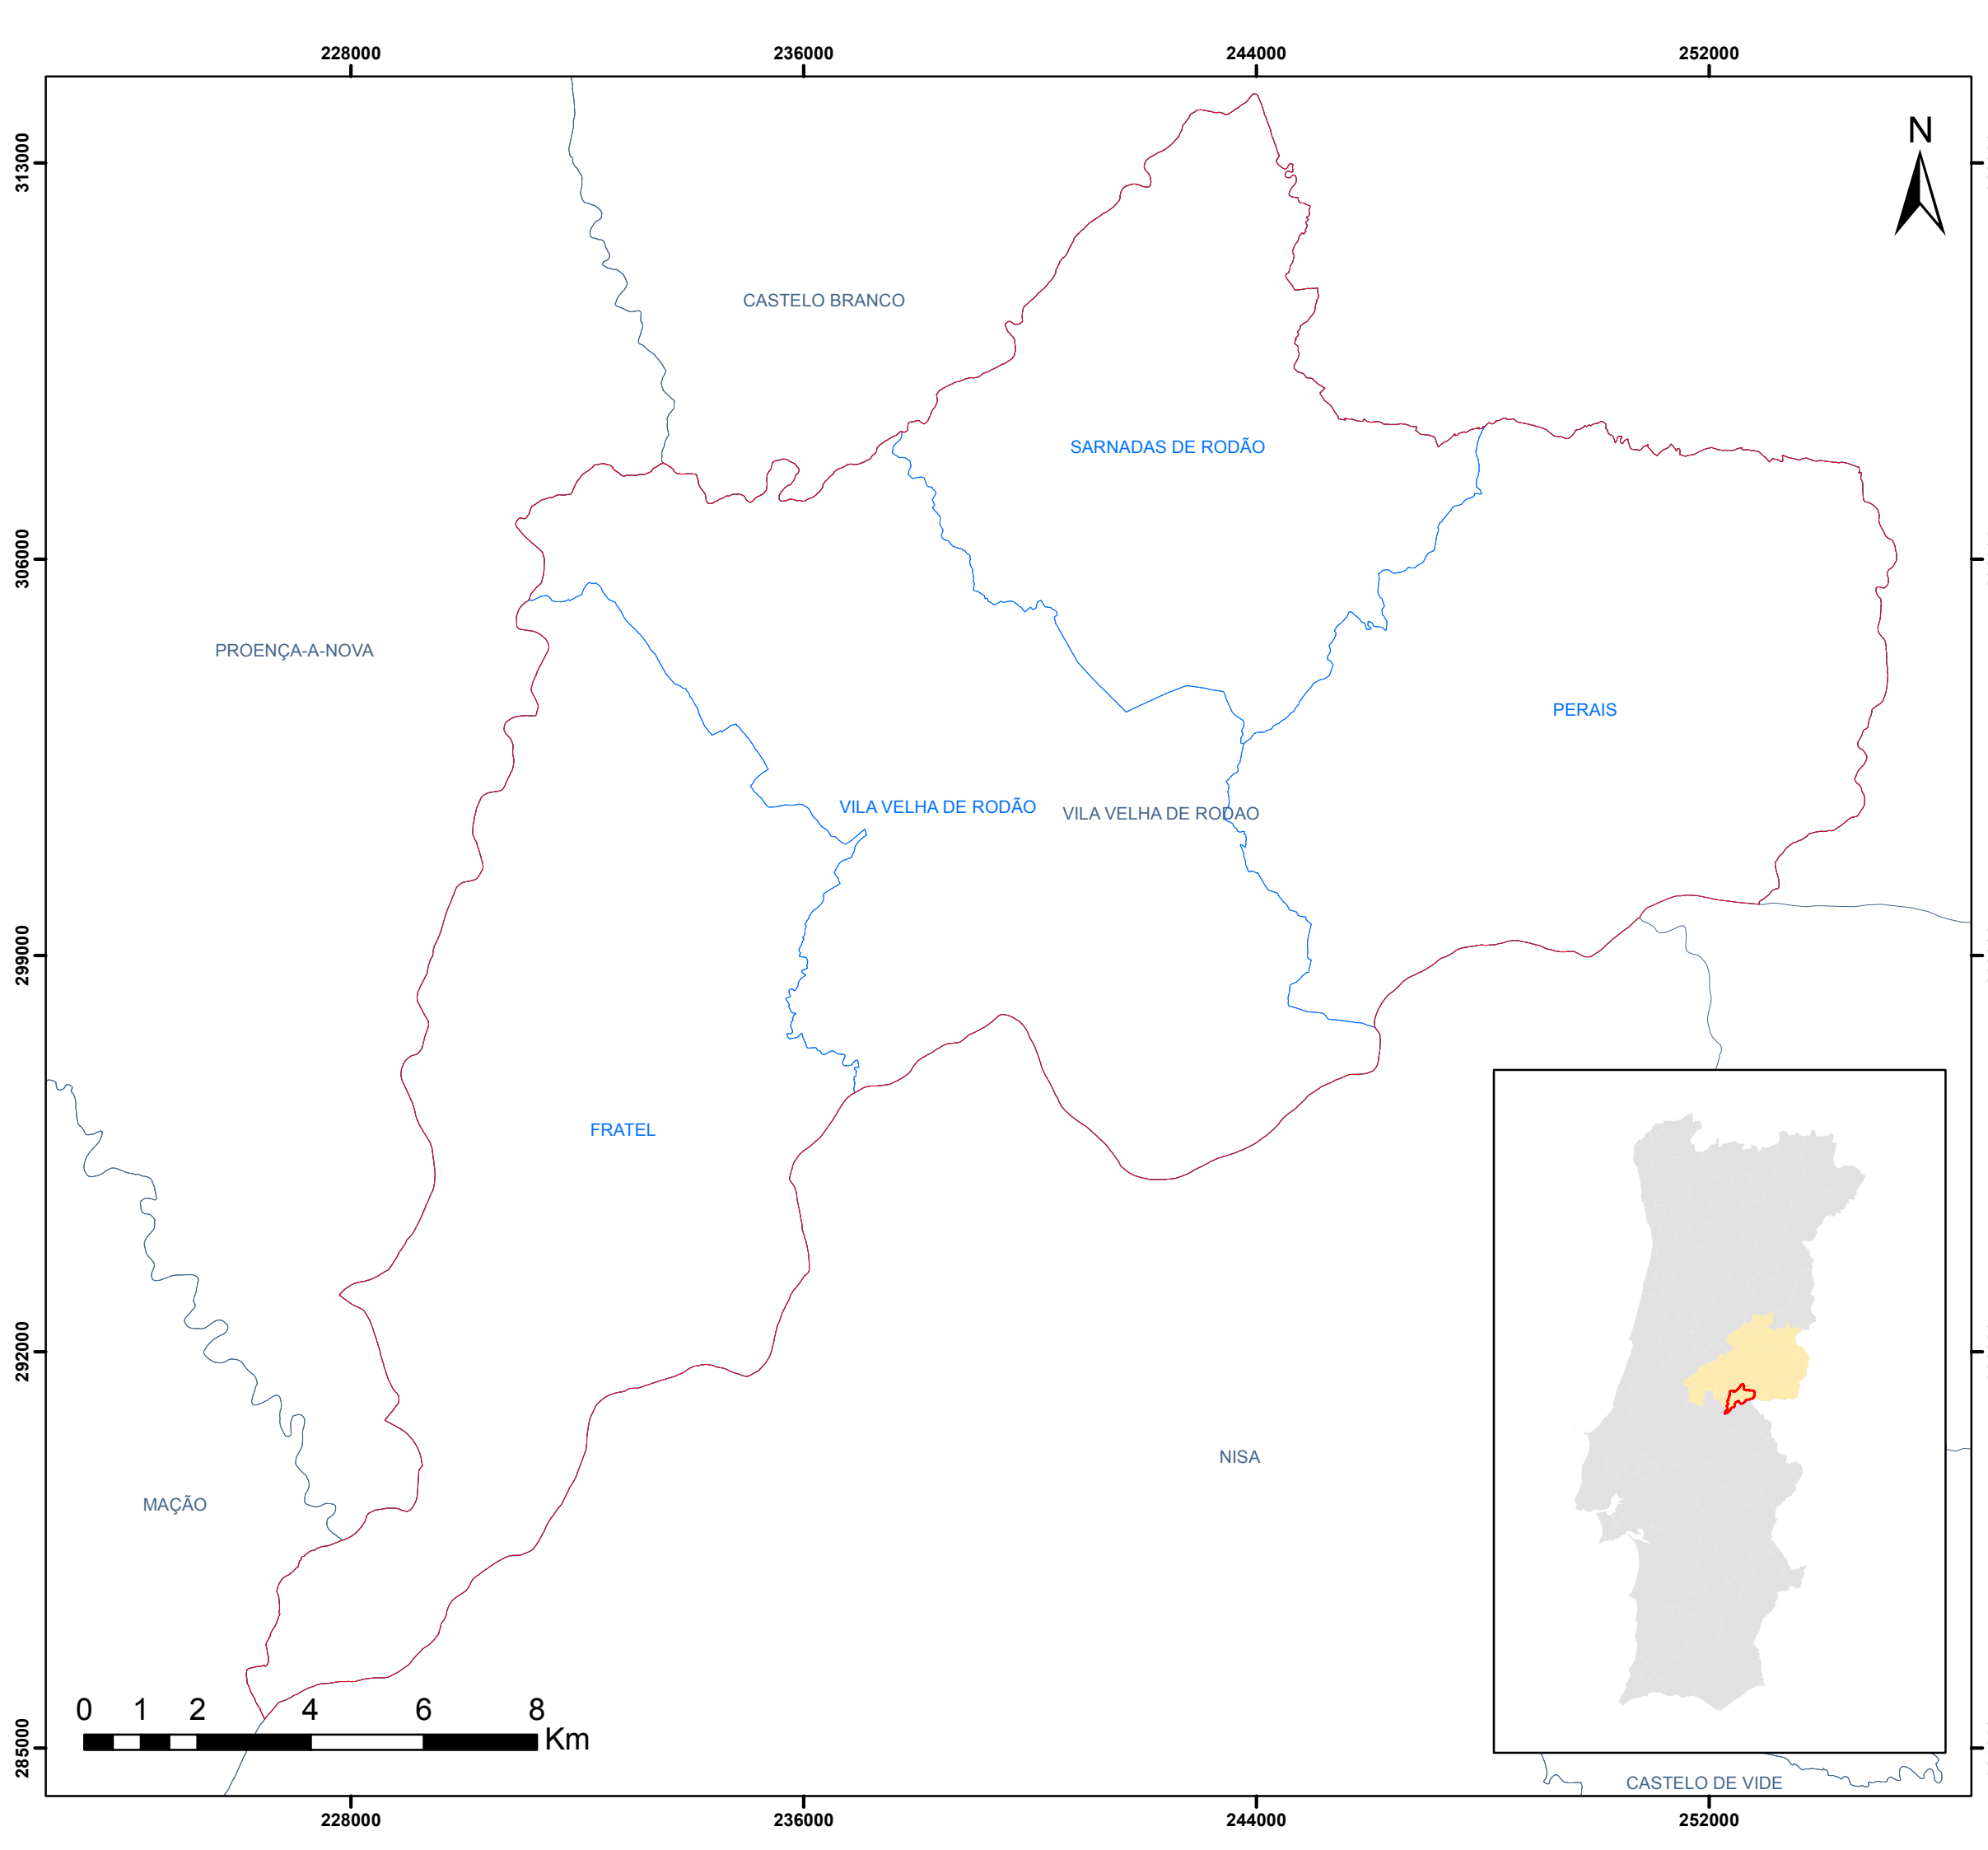 228000 236000 244000 252000
313000
N
CASTELO BRANCO
SARNADAS DE RODÃO
306000
PROENÇA-A-NOVA
PERAIS
VILA VELHA DE RODÃO
VILA VELHA DE RODAO
299000
FRATEL
292000
NISA
MAÇÃO
0 1 2 4 6 8
Km
285000
CASTELO DE VIDE
228000 236000 244000 252000